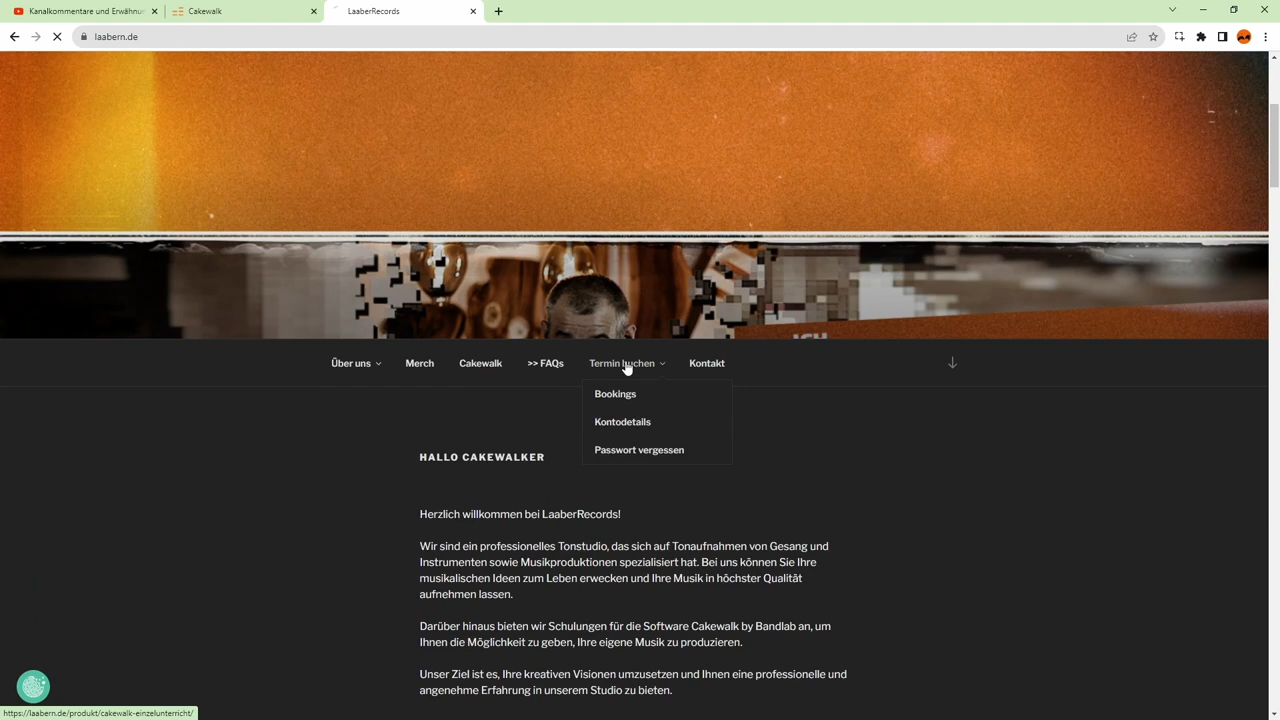 Kanalkommentare und Erwähnu
Cakewalk
LaaberRecords
laabern.de
Über uns
Merch
Cakewalk
>> FAQs
Termin buchen
Kontakt
Bookings
Kontodetails
Passwort vergessen
HALLO CAKEWALKER
Herzlich willkommen bei LaaberRecords!
Wir sind ein professionelles Tonstudio, das sich auf Tonaufnahmen von Gesang und
Instrumenten sowie Musikproduktionen spezialisiert hat. Bei uns können Sie Ihre
musikalischen Ideen zum Leben erwecken und Ihre Musik in höchster Qualität
aufnehmen lassen.
Darüber hinaus bieten wir Schulungen für die Software Cakewalk by Bandlab an, um
Ihnen die Möglichkeit zu geben, Ihre eigene Musik zu produzieren.
Unser Ziel ist es, Ihre kreativen Visionen umzusetzen und Ihnen eine professionelle und
angenehme Erfahrung in unserem Studio zu bieten.
https://laabern.de/produkt/cakewalk-einzelunterricht/